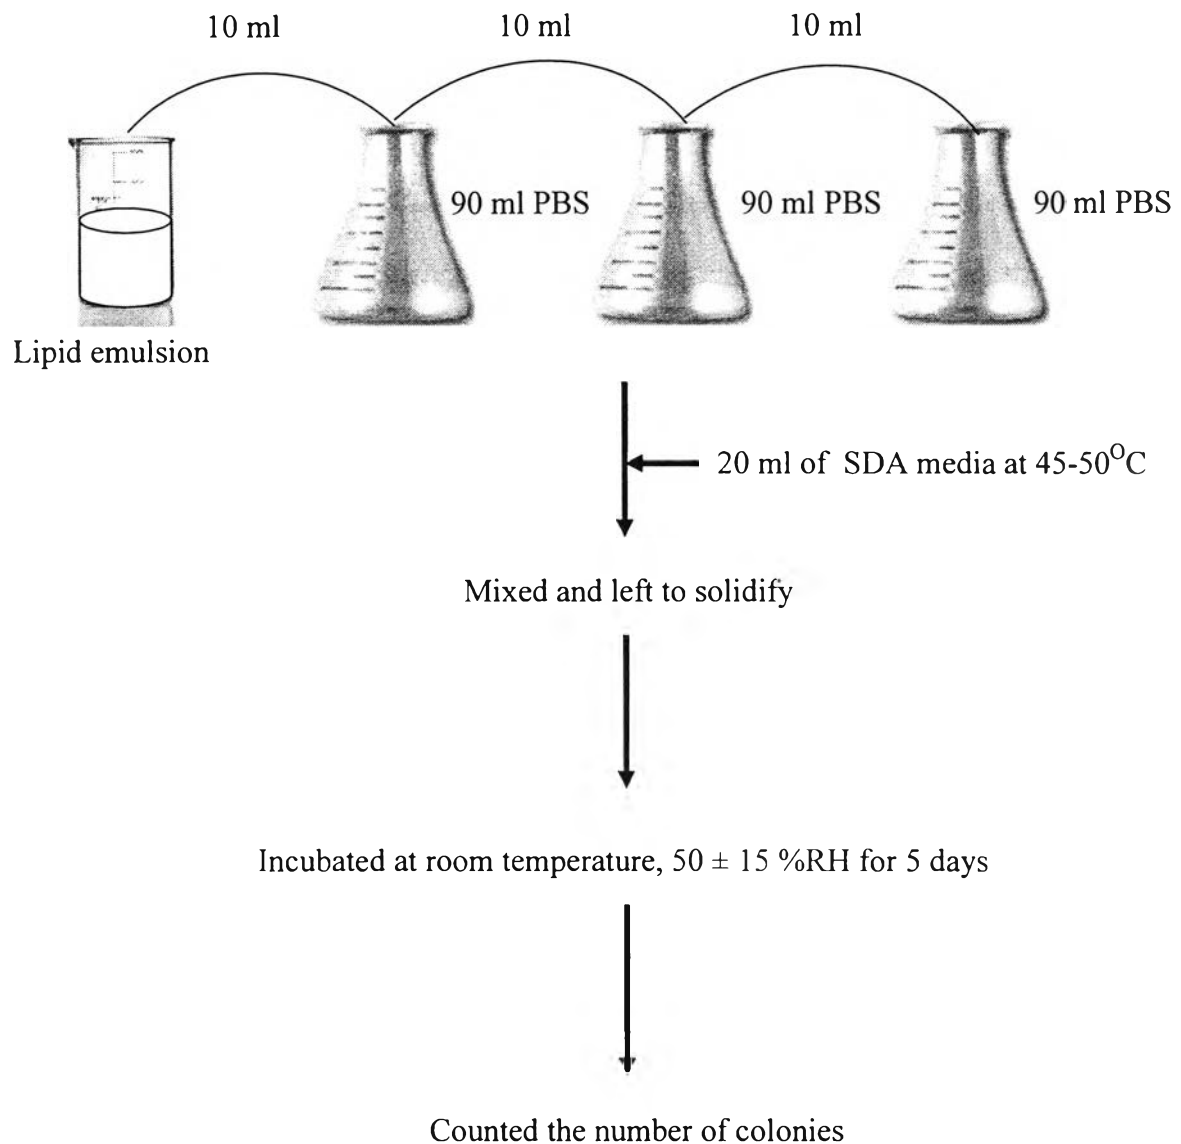 10 ml 10 ml 10 ml
90 ml PBS 90 ml PBS 90 ml PBS
Lipid emulsion
20 ml of SDA media at 45-50⁰C
Mixed and left to solidify
Incubated at room temperature, 50 ± 15 %RH for 5 days
Counted the number of colonies